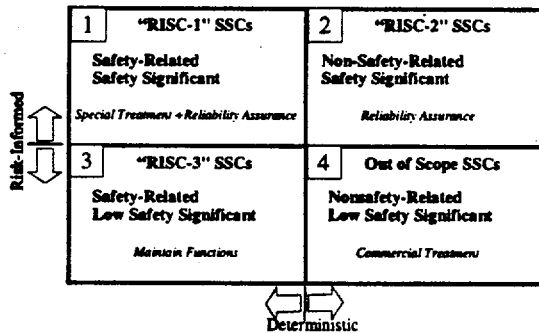 1 "RISC-1" SSCs
Safety-Related
Safety Significant
Special Treatment +Reliability Assurance
2 "RISC-2" SSCs
Non-Safety-Related
Safety Significant
Reliability Assurance
Risk-Informed
3 "RISC-3" SSCs
Safety-Related
Low Safety Significant
Maintain Functions
4 Out of Scope SSCs
Nonsafety-Related
Low Safety Significant
Commercial Treatment
Deterministic